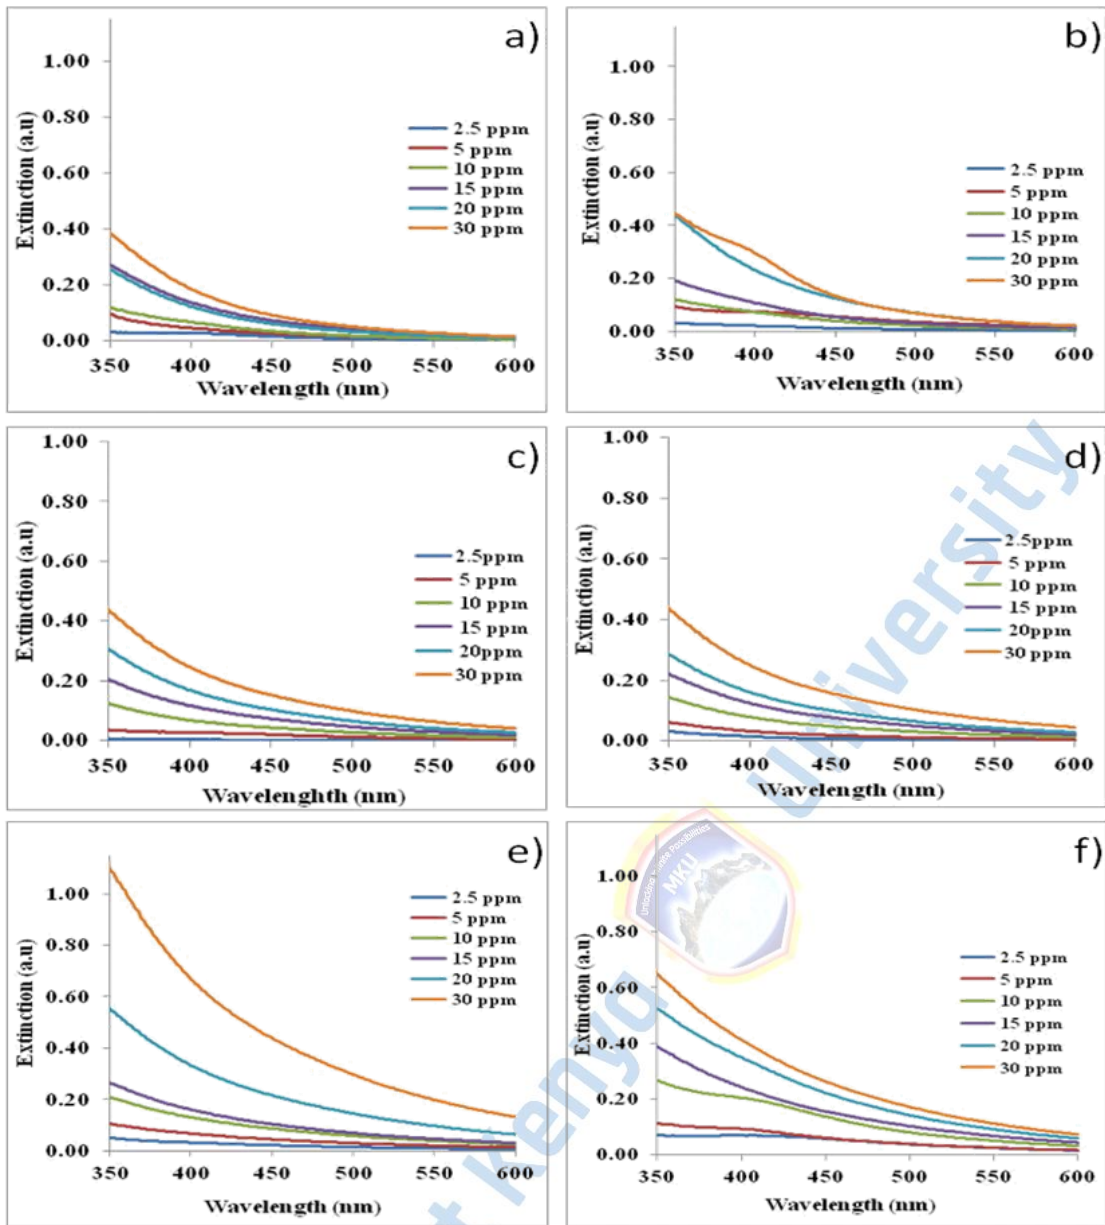 a)
1.00
0.80
0.60
0.40
0.20
0.00
Extinction (a.u)
2.5 ppm
5 ppm
10 ppm
15 ppm
20 ppm
30 ppm
350 400 450 500 550 600
Wavelength (nm)
b)
1.00
0.80
0.60
0.40
0.20
0.00
Extinction (a.u)
2.5 ppm
5 ppm
10 ppm
15 ppm
20 ppm
30 ppm
350 400 450 500 550 600
Wavelength (nm)
c)
1.00
0.80
0.60
0.40
0.20
0.00
Extinction (a.u)
2.5ppm
5 ppm
10 ppm
15 ppm
20ppm
30 ppm
350 400 450 500 550 600
Wavelenghth (nm)
d)
1.00
0.80
0.60
0.40
0.20
0.00
Extinction (a.u)
2.5ppm
5 ppm
10 ppm
15 ppm
20ppm
30 ppm
350 400 450 500 550 600
Wavelength (nm)
e)
1.00
0.80
0.60
0.40
0.20
0.00
Extinction (a.u)
2.5 ppm
5 ppm
10 ppm
15 ppm
20 ppm
30 ppm
350 400 450 500 550 600
Wavelength (nm)
f)
1.00
0.80
0.60
0.40
0.20
0.00
Extinction (a.u)
2.5 ppm
5 ppm
10 ppm
15 ppm
20 ppm
30 ppm
350 400 450 500 550 600
Wavelength (nm)
Kenya University
MKU